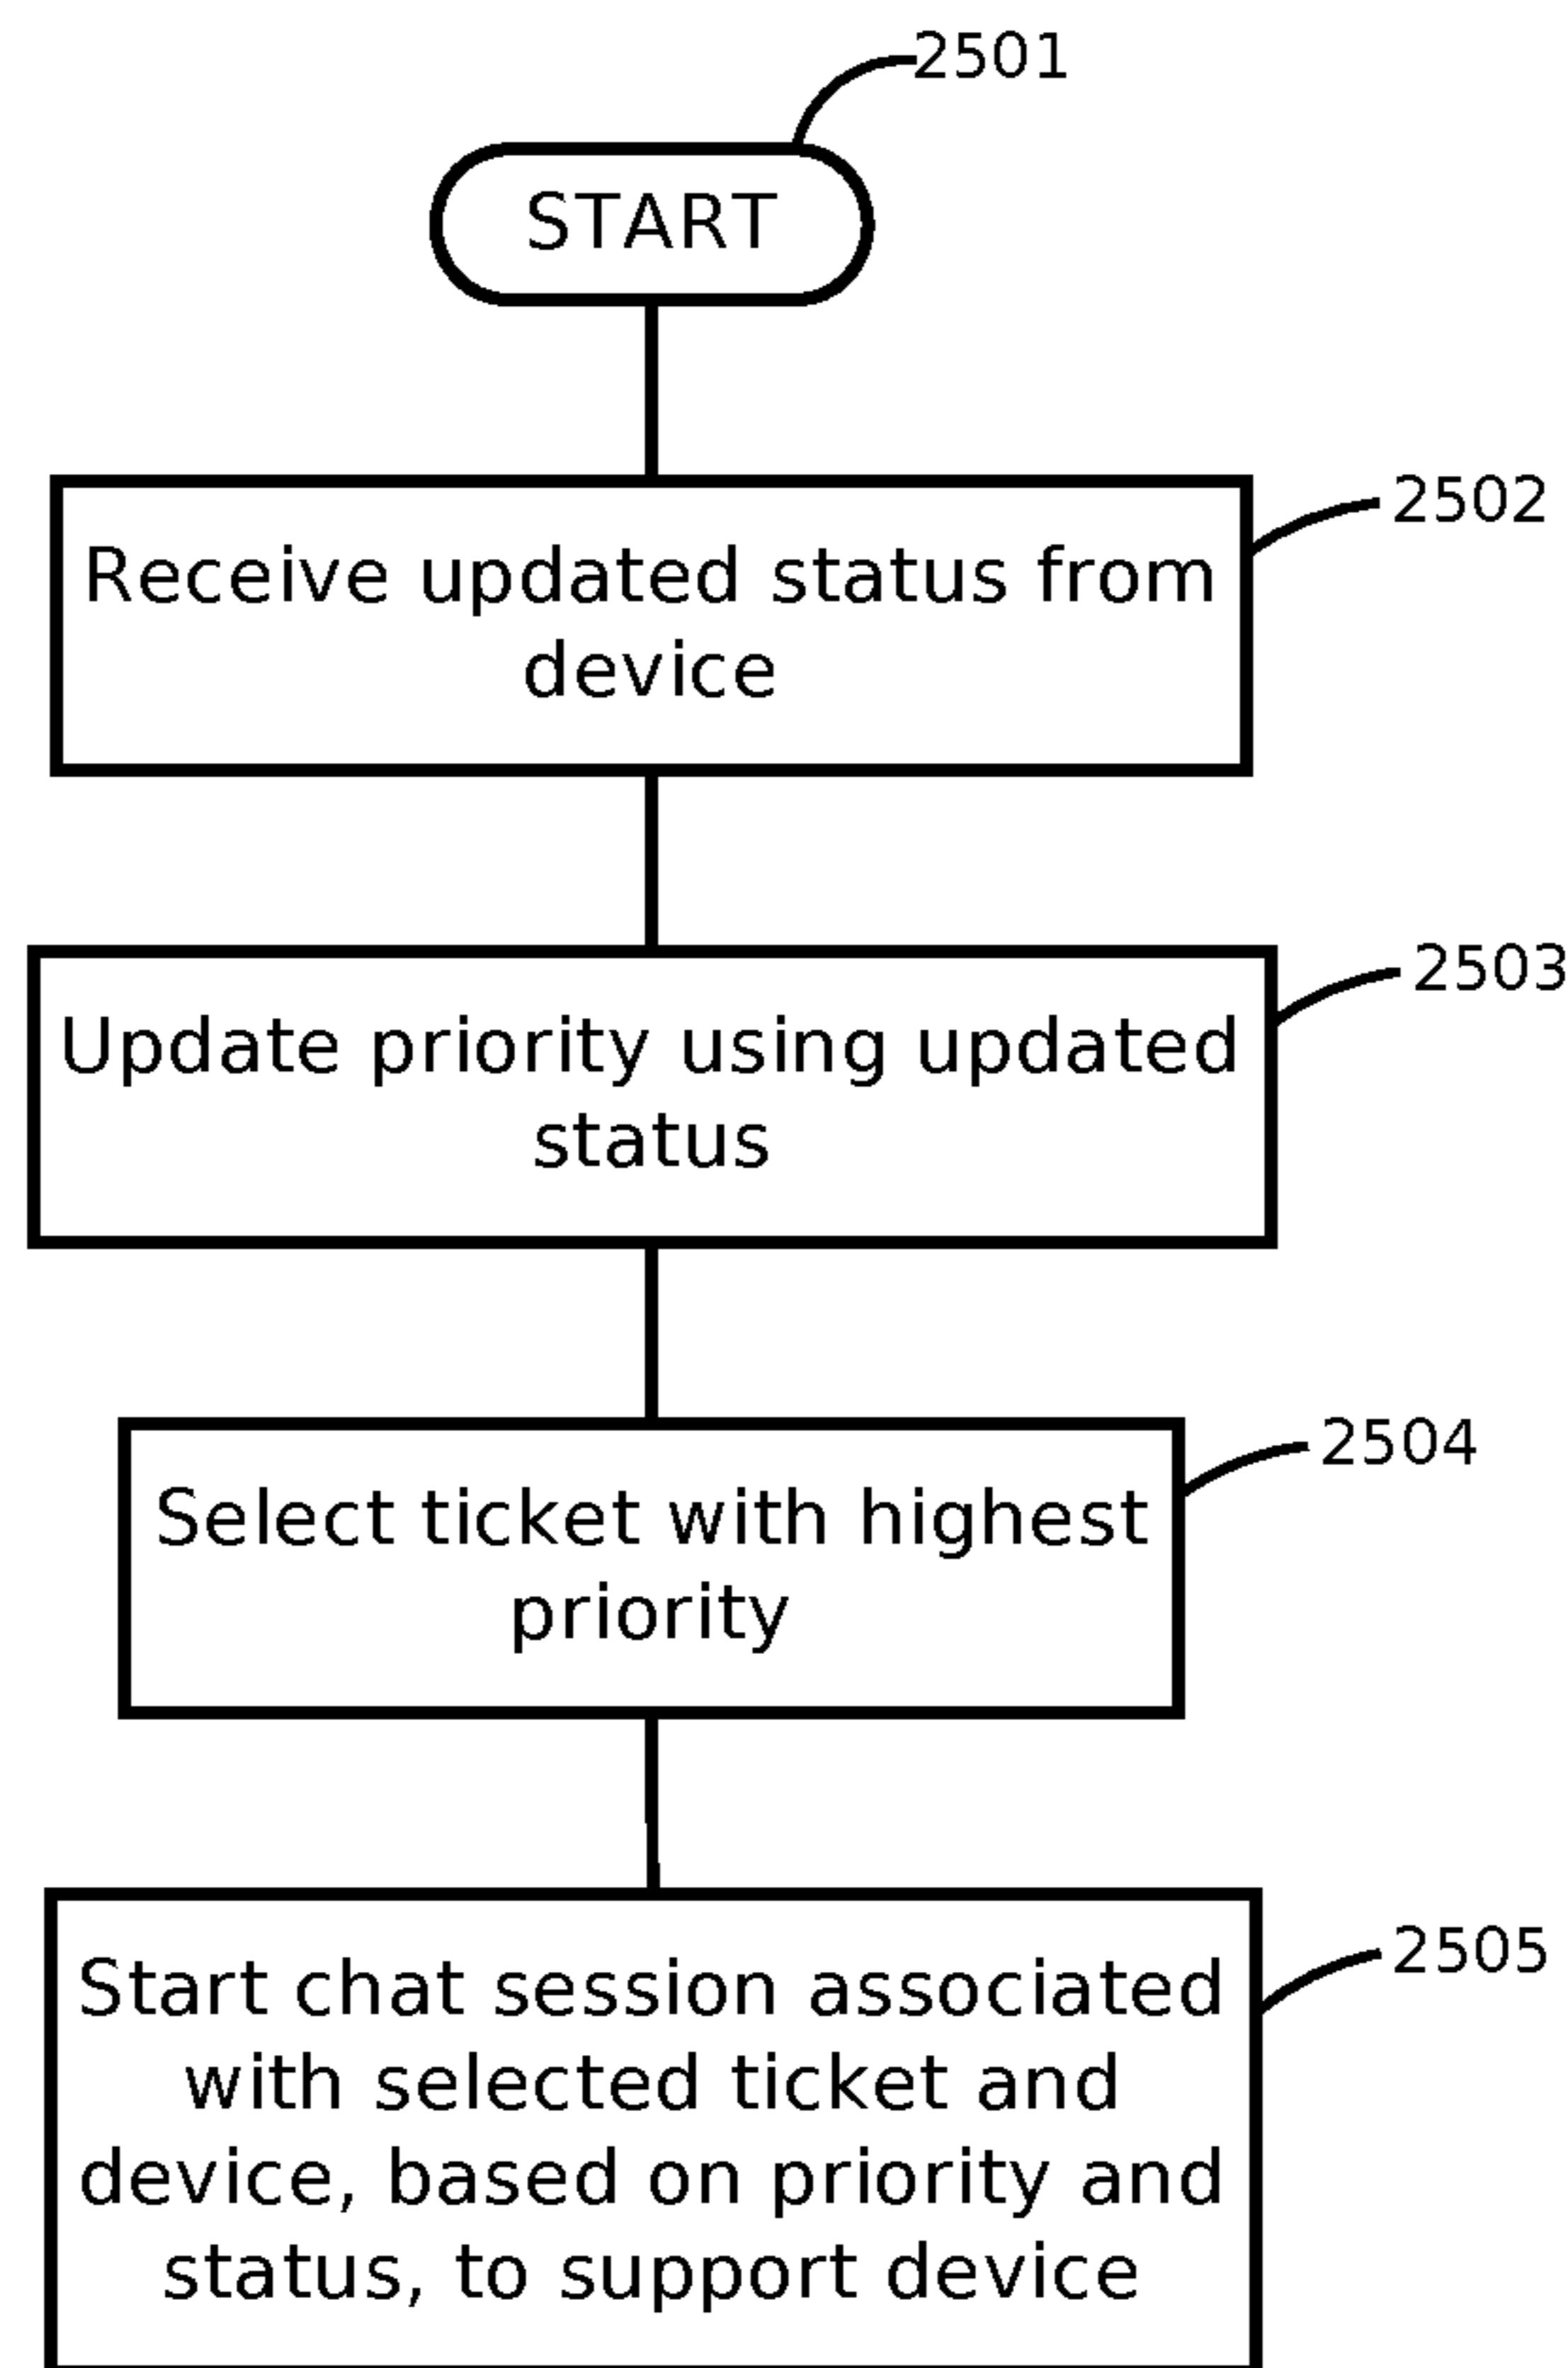 2501
START
2502
Receive updated status from
device
2503
Update priority using updated
status
2504
Select ticket with highest
priority
2505
Start chat session associated
with selected ticket and
device, based on priority and
status, to support device